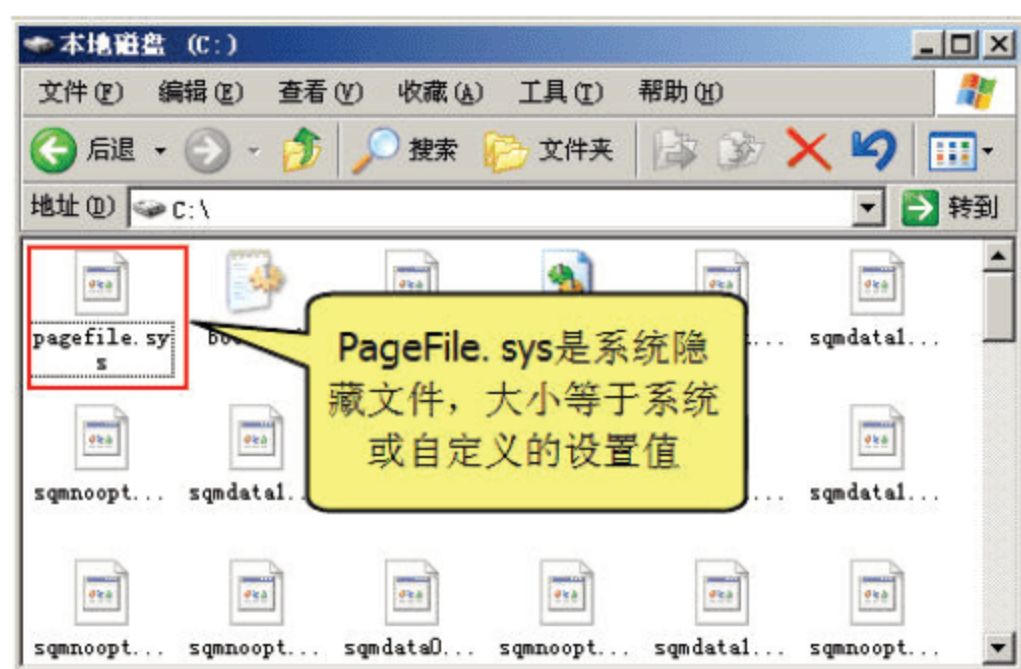 本地磁盘 (C:)
文件(F) 编辑(E) 查看(V) 收藏(A) 工具(T) 帮助(H)
后退 搜索 文件夹
地址(D) C:\ 转到
pagefile.sy
s
sqmdata1...
PageFile. sys是系统隐
藏文件，大小等于系统
或自定义的设置值
sqmnoopt... sqmdata1... sqmdata1...
sqmnoopt... sqmnoopt... sqmdata0... sqmnoopt... sqmdata1... sqmnoopt...